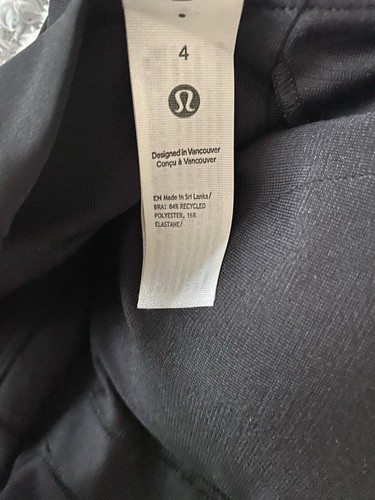 4
Designed in Vancouver
Conçu à Vancouver
EN Made in Sri Lanka/
BRA: 84% RECYCLED
POLYESTER, 16%
ELASTANE/